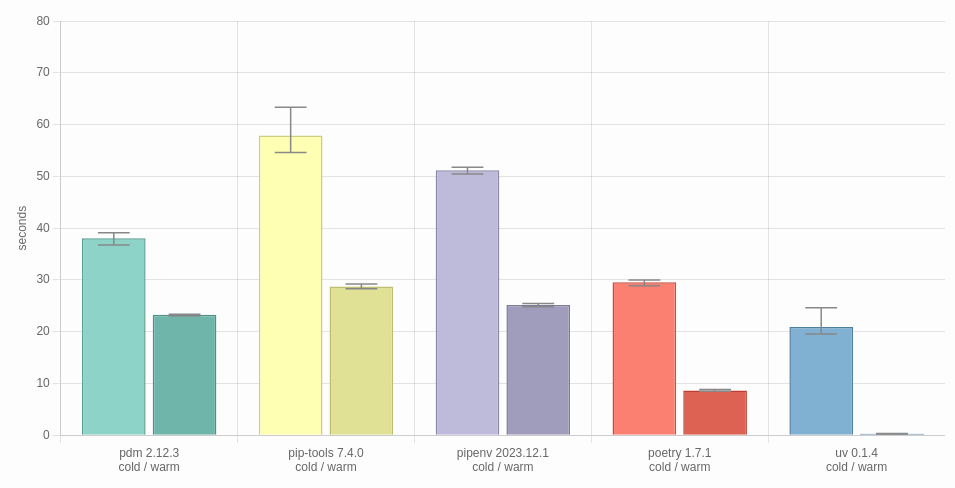 80
70
60
50
40
30
20
10
0
seconds
pdm 2.12.3
cold / warm
pip-tools 7.4.0
cold / warm
pipenv 2023.12.1
cold / warm
poetry 1.7.1
cold / warm
uv 0.1.4
cold / warm